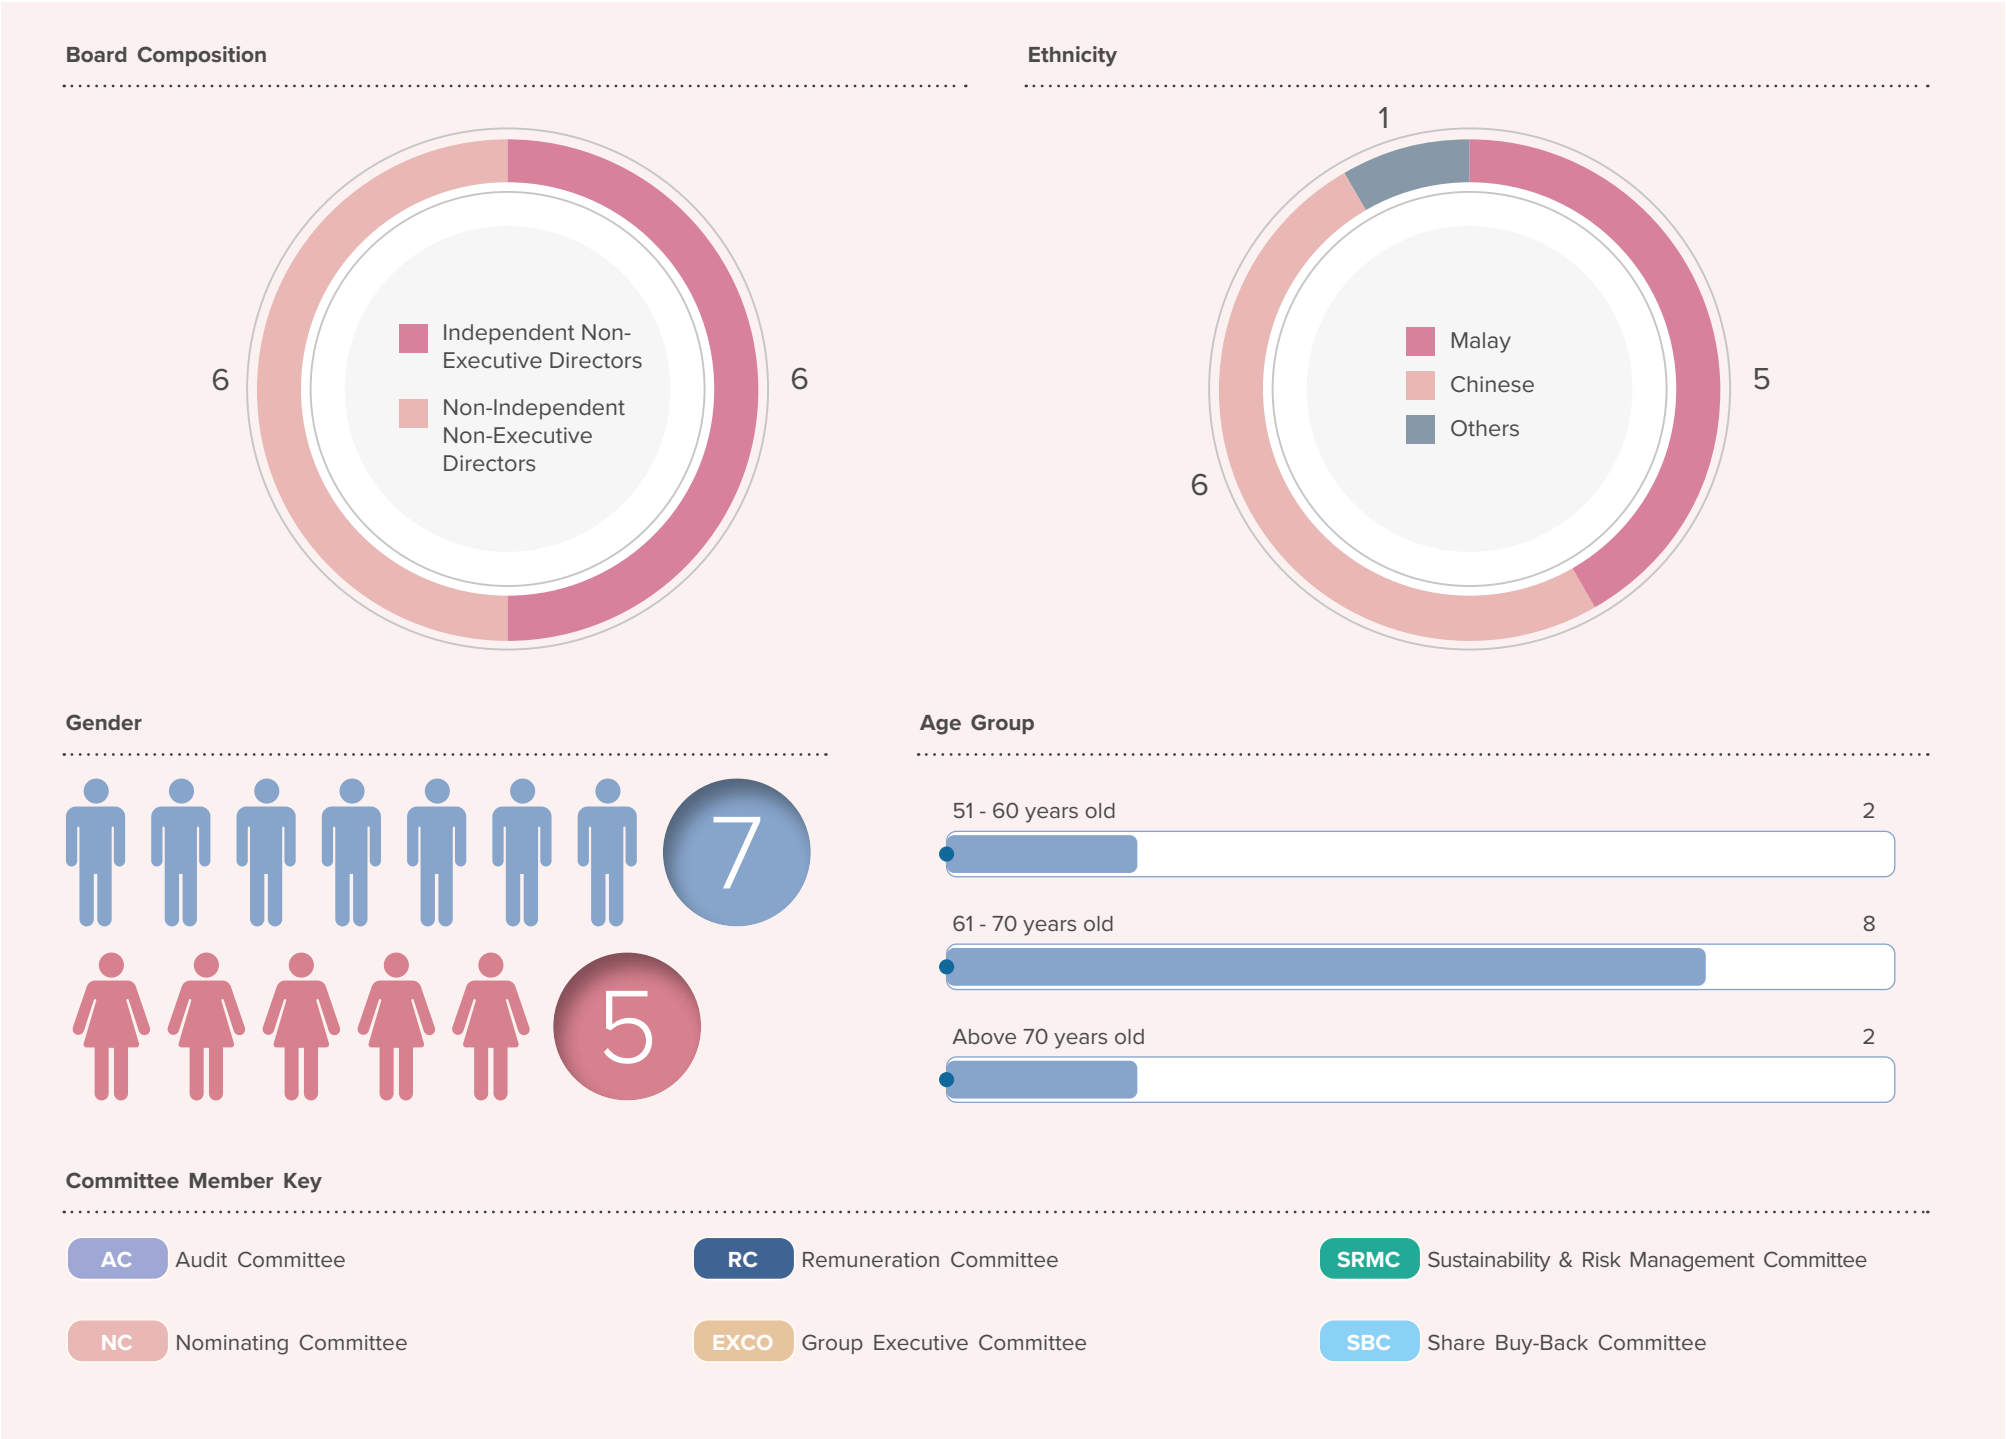 Board Composition
6
6
Independent Non-
Executive Directors
Non-Independent
Non-Executive
Directors
Ethnicity
1
5
6
Malay
Chinese
Others
Gender
7
5
Age Group
51 - 60 years old 2
61 - 70 years old 8
Above 70 years old 2
Committee Member Key
AC Audit Committee
RC Remuneration Committee
SRMC Sustainability & Risk Management Committee
NC Nominating Committee
EXCO Group Executive Committee
SBC Share Buy-Back Committee